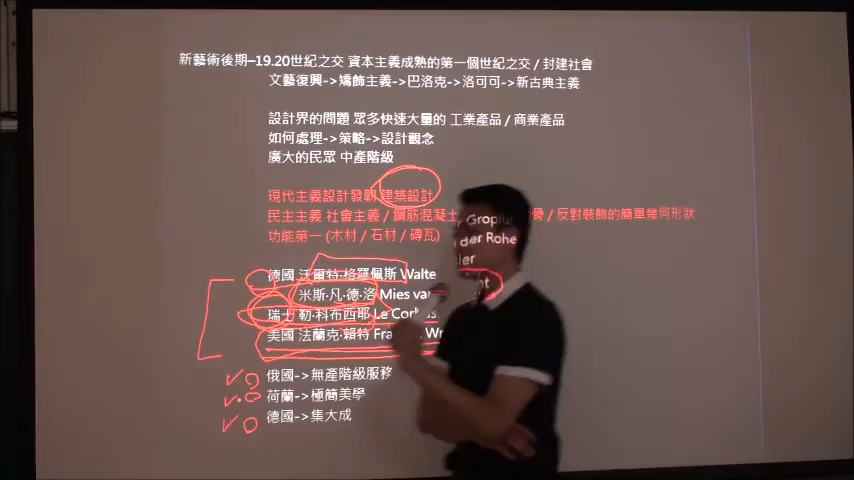 新藝術後期–19.20世紀之交 資本主義成熟的第一個世紀之交 / 封建社會
文藝復興->矯飾主義->巴洛克->洛可可->新古典主義
設計界的問題 眾多快速大量的 工業產品 / 商業產品
如何處理->策略->設計觀念
廣大的民眾 中產階級
現代主義設計發軔 建築設計
民主主義 社會主義 / 鋼筋混凝土 骨 / 反對裝飾的簡單幾何形狀
功能第一 (木材 / 石材 / 磚瓦)
德國 沃爾特·格羅佩斯 Walte Gropiu
米斯·凡·德·洛 Mies va der Rohe
瑞士 勒·科布西耶 Le Corbus ier
美國 法蘭克·賴特 Fra Wr ht
俄國->無產階級服務
荷蘭->極簡美學
德國->集大成